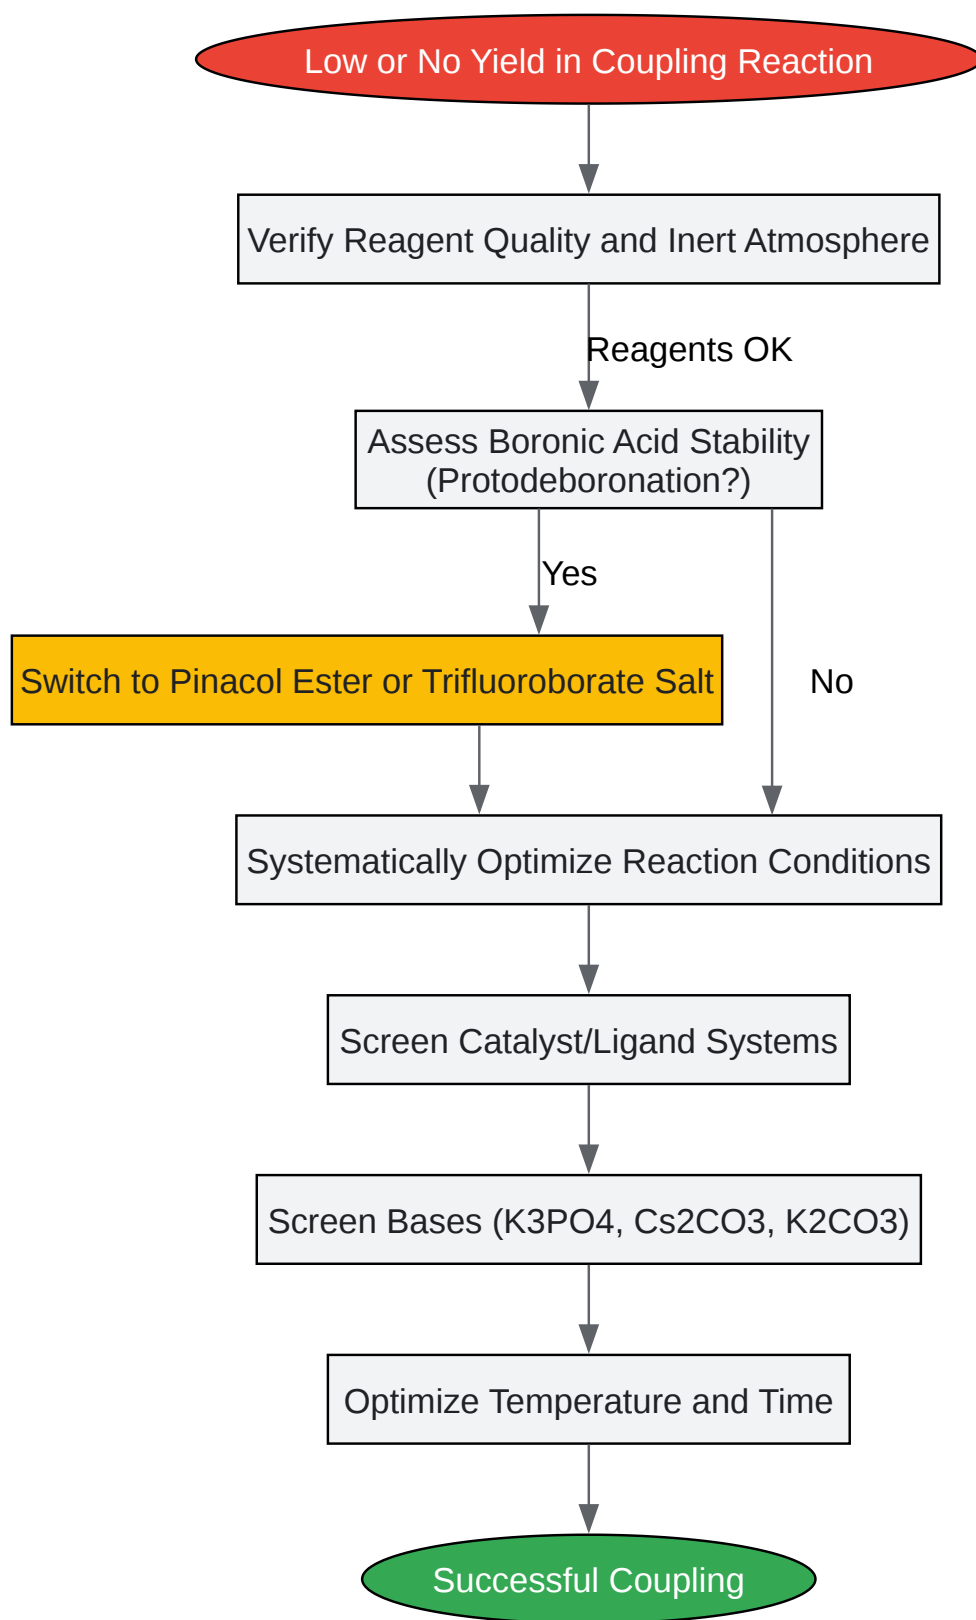 Low or No Yield in Coupling Reaction
Verify Reagent Quality and Inert Atmosphere
Reagents OK
Assess Boronic Acid Stability
(Protodeboronation?)
Yes
Switch to Pinacol Ester or Trifluoroborate Salt
No
Systematically Optimize Reaction Conditions
Screen Catalyst/Ligand Systems
Screen Bases (K3PO4, Cs2CO3, K2CO3)
Optimize Temperature and Time
Successful Coupling